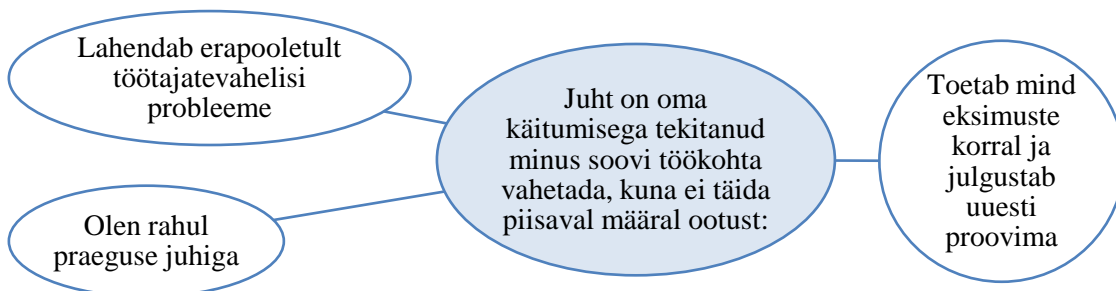 Lahendab erapooletult
töötajatevahelisi
probleeme
Juht on oma
käitumisega tekitanud
minus soovi töökohta
vahetada, kuna ei täida
piisaval määral ootust:
Toetab mind
eksimuste
korral ja
julgustab
uuesti
proovima
Olen rahul
praeguse juhiga